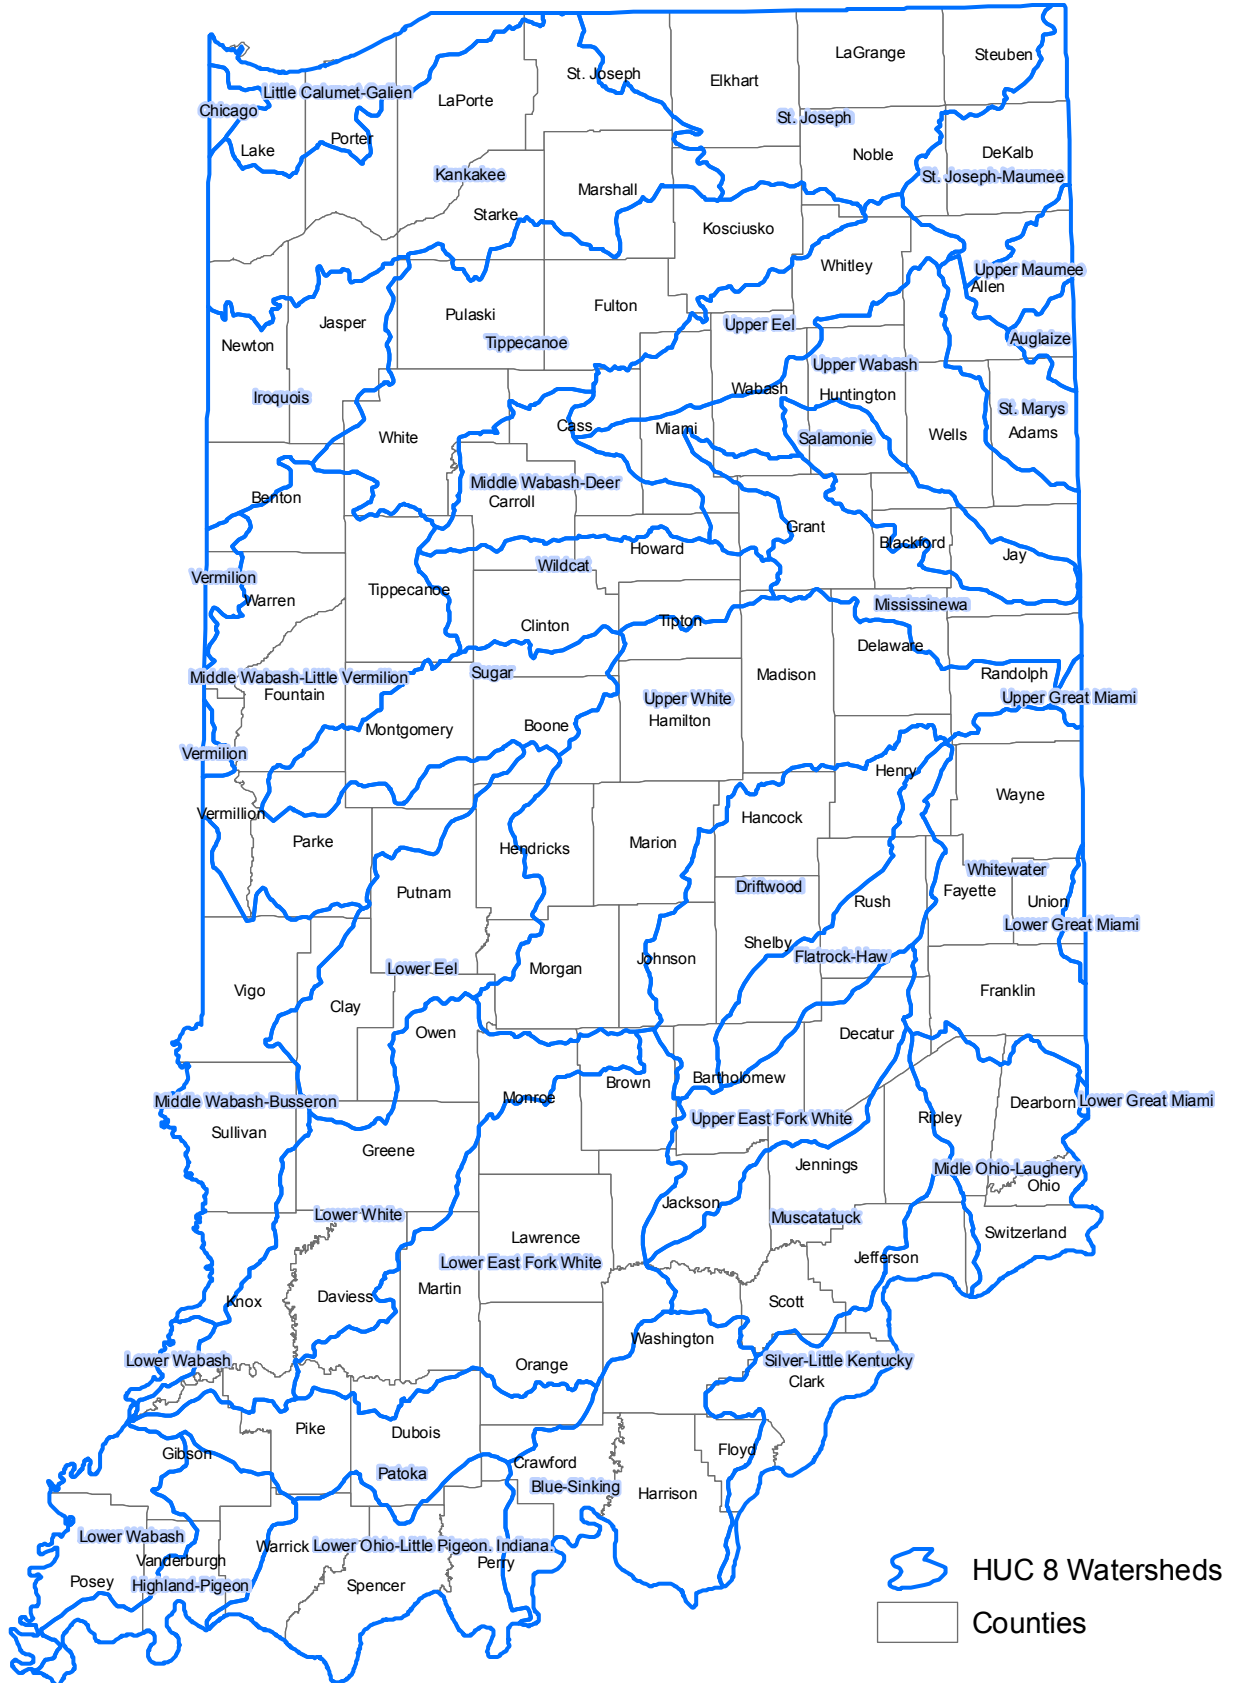 LaGrange
Steuben
St. Joseph
Elkhart
Little Calumet-Galien
LaPorte
Chicago
St. Joseph
Porter
Lake
Noble
DeKalb
Kankakee
St. Joseph-Maumee
Marshall
Starke
Kosciusko
Whitley
Upper Maumee
Allen
Fulton
Pulaski
Jasper
Upper Eel
Auglaize
Newton
Tippecanoe
Upper Wabash
Wabash
Huntington
Iroquois
St. Marys
Cass
Miami
Adams
Wells
White
Salamonie
Middle Wabash-Deer
Benton
Carroll
Grant
Blackford
Howard
Jay
Wildcat
Vermilion
Tippecanoe
Warren
Mississinewa
Tipton
Clinton
Delaware
Sugar
Middle Wabash-Little Vermilion
Madison
Randolph
Fountain
Upper White
Upper Great Miami
Hamilton
Montgomery
Boone
Vermilion
Henry
Wayne
Vermillion
Hancock
Parke
Marion
Hendricks
Whitewater
Driftwood
Putnam
Fayette
Rush
Union
Lower Great Miami
Shelby
Johnson
Flatrock-Haw
Lower Eel
Morgan
Vigo
Franklin
Clay
Owen
Decatur
Bartholomew
Brown
Monroe
Middle Wabash-Busseron
Dearborn
Lower Great Miami
Upper East Fork White
Ripley
Sullivan
Greene
Jennings
Midle Ohio-Laughery
Ohio
Jackson
Lower White
Muscatatuck
Switzerland
Lawrence
Jefferson
Lower East Fork White
Martin
Daviess
Knox
Scott
Washington
Lower Wabash
Orange
Silver-Little Kentucky
Clark
Pike
Dubois
Gibson
Floyd
Crawford
Patoka
Blue-Sinking
Harrison
Lower Wabash
Warrick
Lower Ohio-Little Pigeon. Indiana.
Vanderburgh
Perry
Posey
Highland-Pigeon
Spencer
HUC 8 Watersheds
Counties